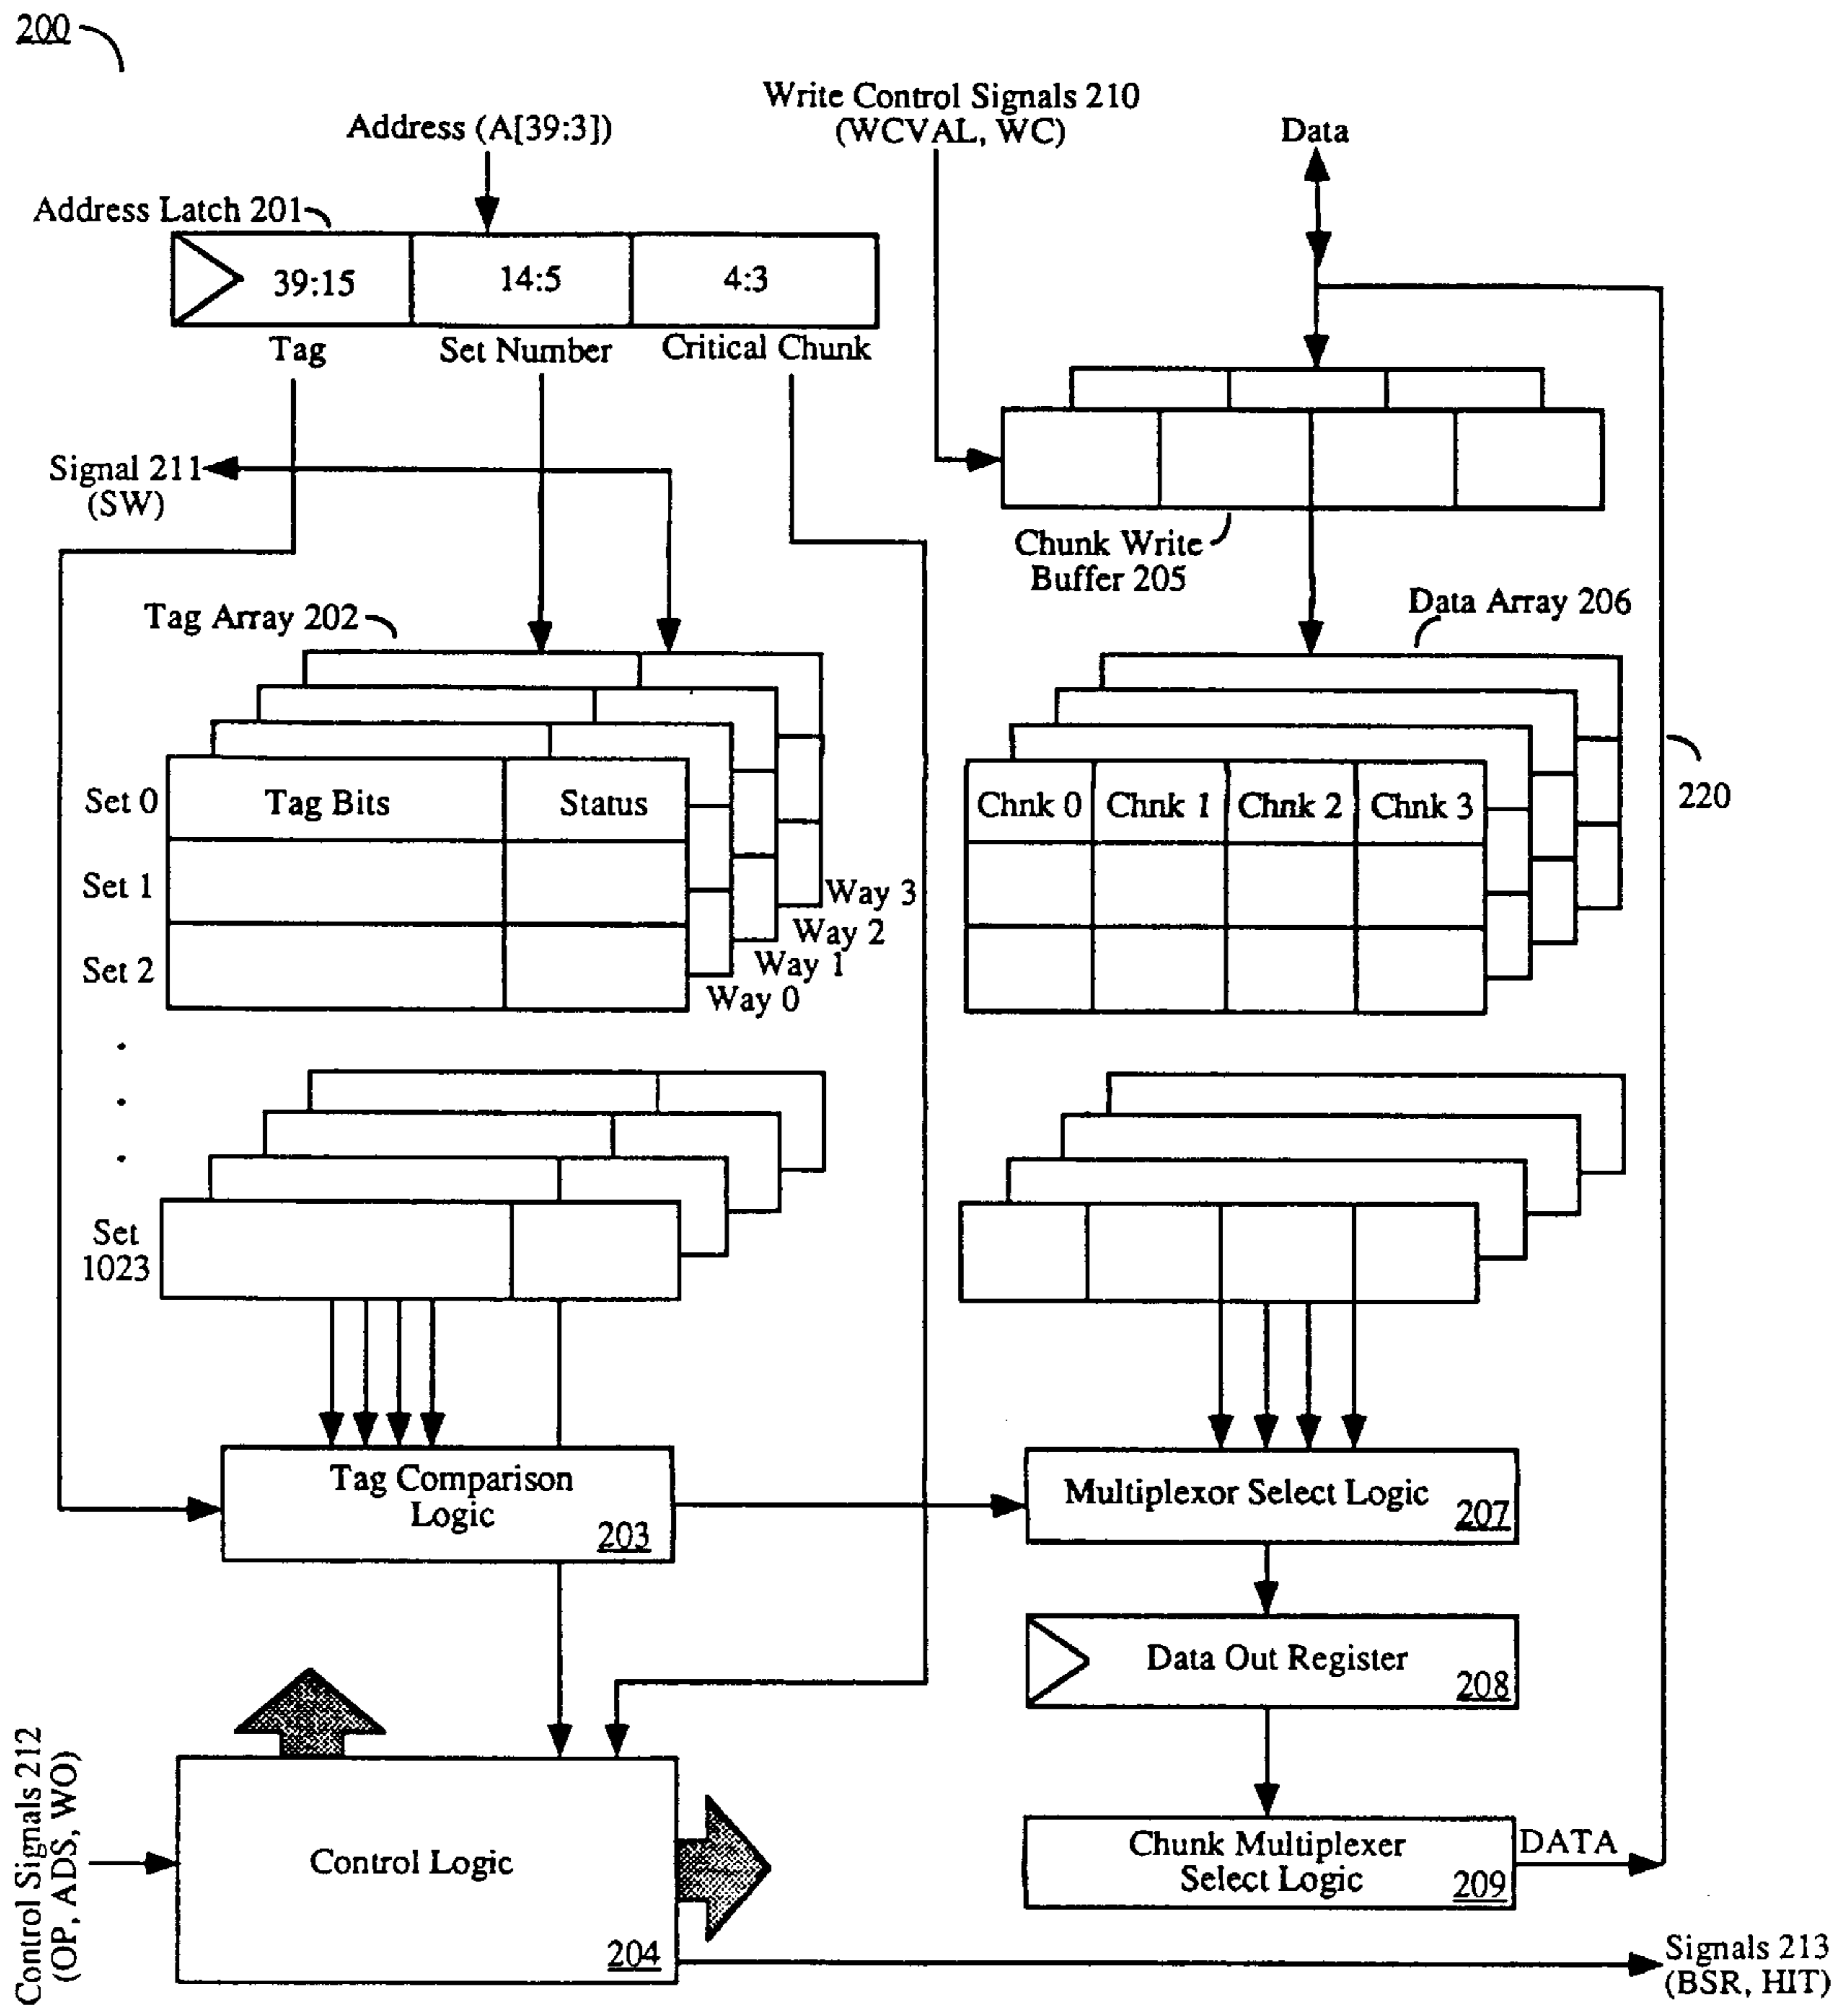 200
Address (A[39:3])
Write Control Signals 210
(WCVAL, WC)
Data
Address Latch 201
39:15
14:5
4:3
Tag
Set Number
Critical Chunk
Signal 211
(SW)
Chunk Write
Buffer 205
Tag Array 202
Data Array 206
Set 0
Tag Bits
Status
Chnk 0
Chnk 1
Chnk 2
Chnk 3
220
Set 1
Way 3
Way 2
Set 2
Way 1
Way 0
.
.
.
Set
1023
Tag Comparison
Logic
203
Multiplexor Select Logic
207
Data Out Register
208
Control Signals 212
(OP, ADS, WO)
Control Logic
204
Chunk Multiplexer
Select Logic
209
DATA
Signals 213
(BSR, HIT)